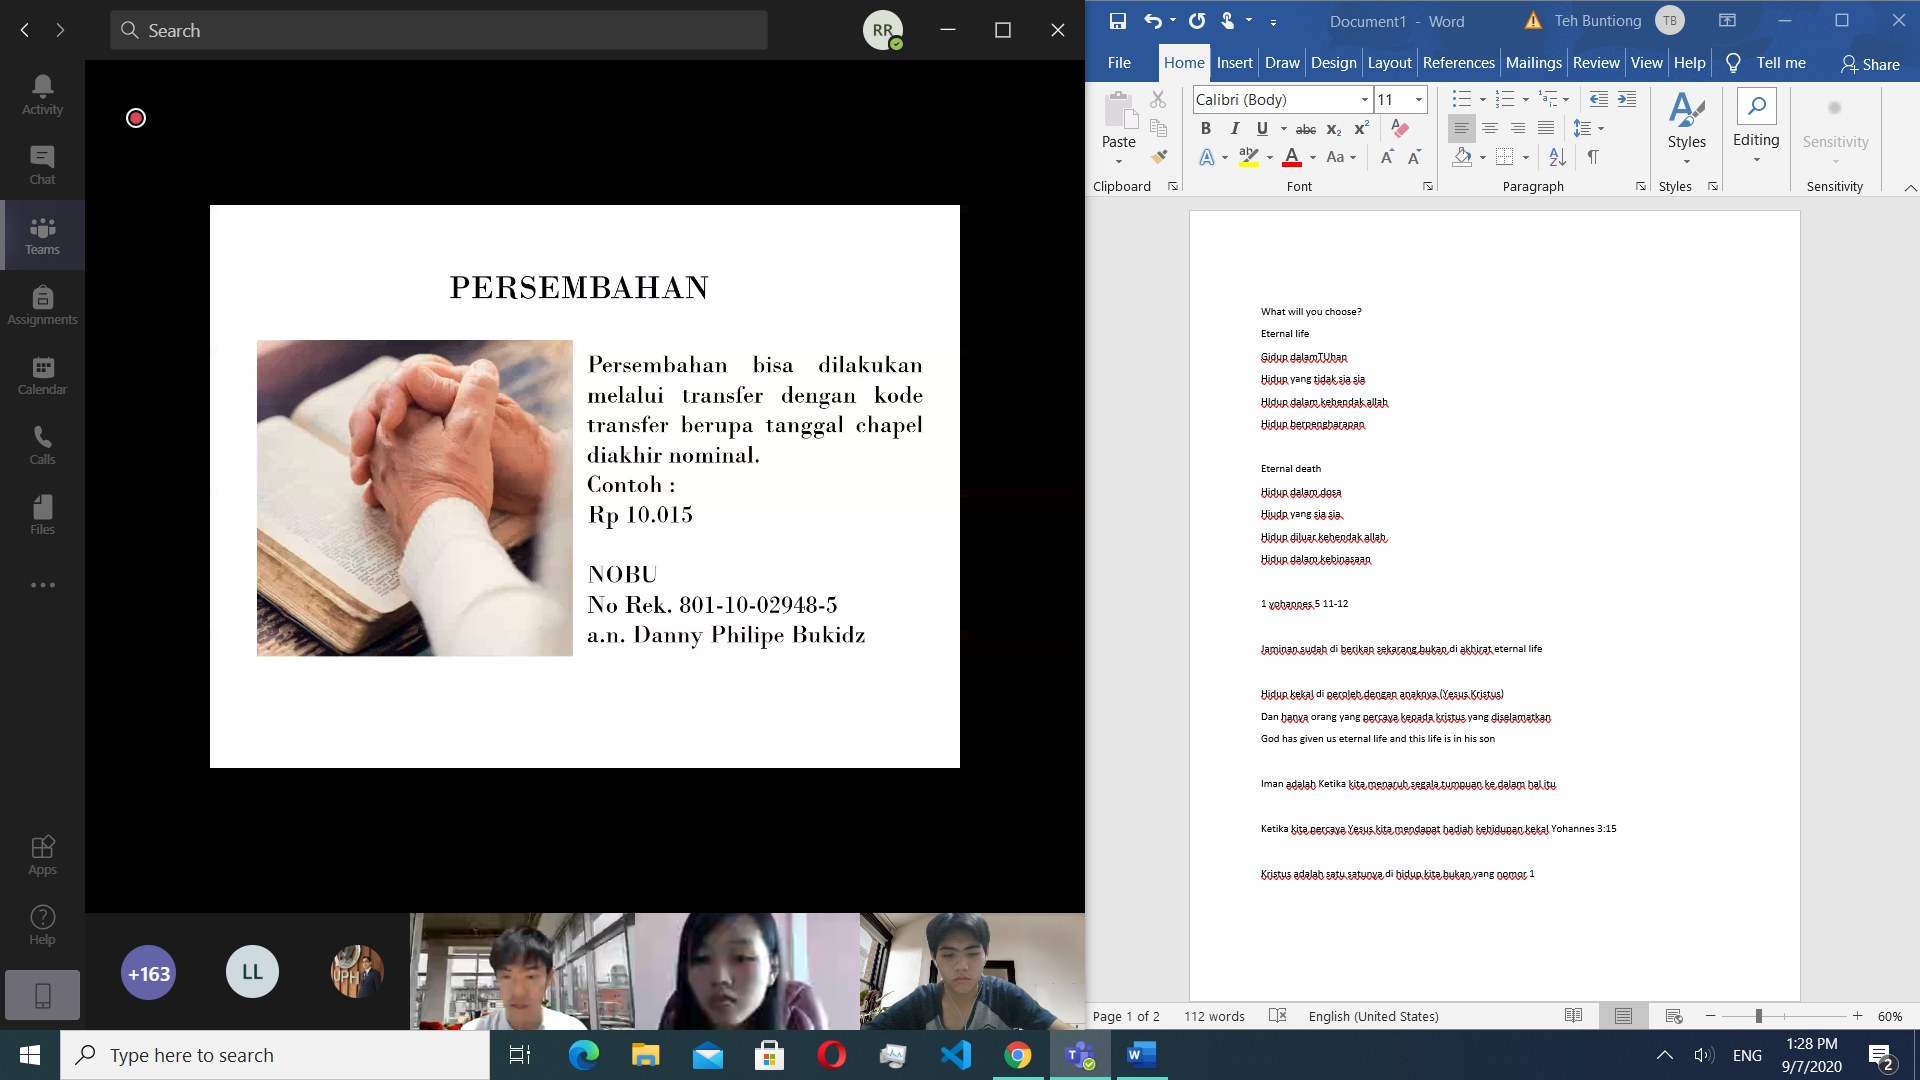 Search
RR
Activity
Chat
Teams
Assignments
Calendar
Calls
Files
Apps
Help
PERSEMBAHAN
Persembahan bisa dilakukan
melalui transfer dengan kode
transfer berupa tanggal chapel
diakhir nominal.
Contoh :
Rp 10.015
NOBU
No Rek. 801-10-02948-5
a.n. Danny Philipe Bukidz
+163
LL
UPH
Document1 - Word
Teh Buntiong
TB
File Home Insert Draw Design Layout References Mailings Review View Help Tell me Share
Calibri (Body) 11
Paste
B I U abc x₂ x²
ab A Aa A A
Styles
Editing
Sensitivity
Clipboard Font Paragraph Styles Sensitivity
What will you choose?
Eternal life
Gidup dalamTUhan
Hidup yang tidak sia sia
HIdup dalam kehendak allah
Hidup berpengharapan
Eternal death
Hidup dalam dosa
Hiudp yang sia sia
Hidup diluar kehendak allah
Hidup dalam kebinasaan
1 yohannes 5 11-12
Jaminan sudah di berikan sekarang bukan di akhirat eternal life
Hidup kekal di peroleh dengan anaknya (Yesus Kristus)
Dan hanya orang yang percaya kepada kristus yang diselamatkan
God has given us eternal life and this life is in his son
Iman adalah Ketika kita menaruh segala tumpuan ke dalam hal itu
Ketika kita percaya Yesus kita mendapat hadiah kehidupan kekal Yohannes 3:15
Kristus adalah satu satunya di hidup kita bukan yang nomor 1
Page 1 of 2 112 words English (United States) 60%
Type here to search
ENG
1:28 PM
9/7/2020
2